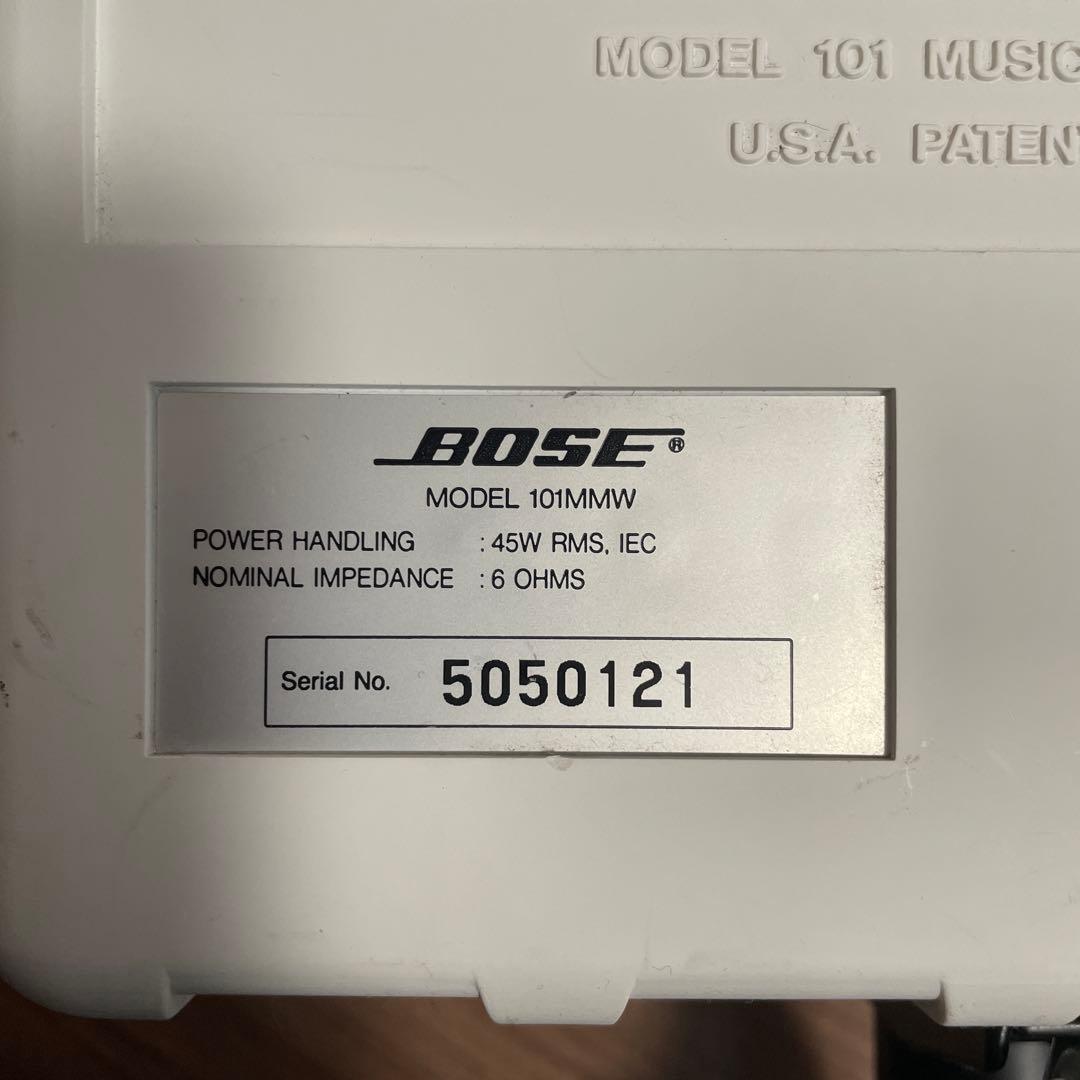 MODEL 101 MUSIC
U.S.A. PATENT
BOSE®
MODEL 101MMW
POWER HANDLING : 45W RMS, IEC
NOMINAL IMPEDANCE : 6 OHMS
Serial No. 5050121